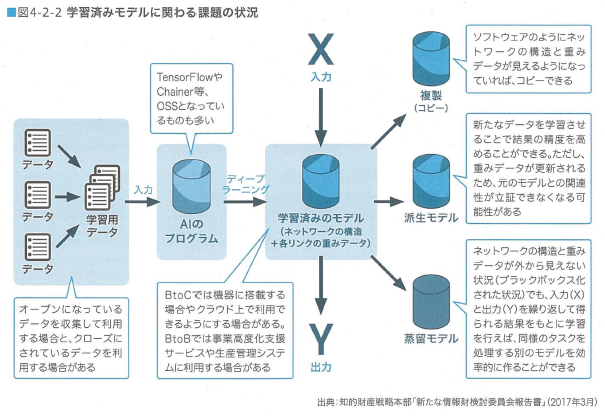 ■図4-2-2 学習済みモデルに関わる課題の状況
TensorFlowや
Chainer等、
OSSとなってい
るものも多い
X
入力
複製
(コピー)
ソフトウェアのようにネッ
トワークの構造と重み
データが見えるようになっ
ていれば、コピーできる
データ
データ
データ
学習用
データ
入力
AIの
プログラム
ディープ
ラーニング
学習済みのモデル
(ネットワークの構造
+各リンクの重みデータ)
派生モデル
新たなデータを学習させ
ることで結果の精度を高
めることができる。ただし、
重みデータが更新される
ため、元のモデルとの関連
性が立証できなくなる可
能性がある
オープンになっている
データを収集して利用
する場合と、クローズに
されているデータを利
用する場合がある
BtoCでは機器に搭載する
場合やクラウド上で利用で
きるようにする場合がある。
BtoBでは事業高度化支援
サービスや生産管理システ
ムに利用する場合がある
Y
出力
蒸留モデル
ネットワークの構造と重み
データが外から見えない
状況(ブラックボックス化
された状況)でも、入力(X)
と出力(Y)を繰り返して得
られる結果をもとに学習
を行えば、同様のタスクを
処理する別のモデルを効
率的に作ることができる
出典:知的財産戦略本部「新たな情報財検討委員会報告書」(2017年3月)